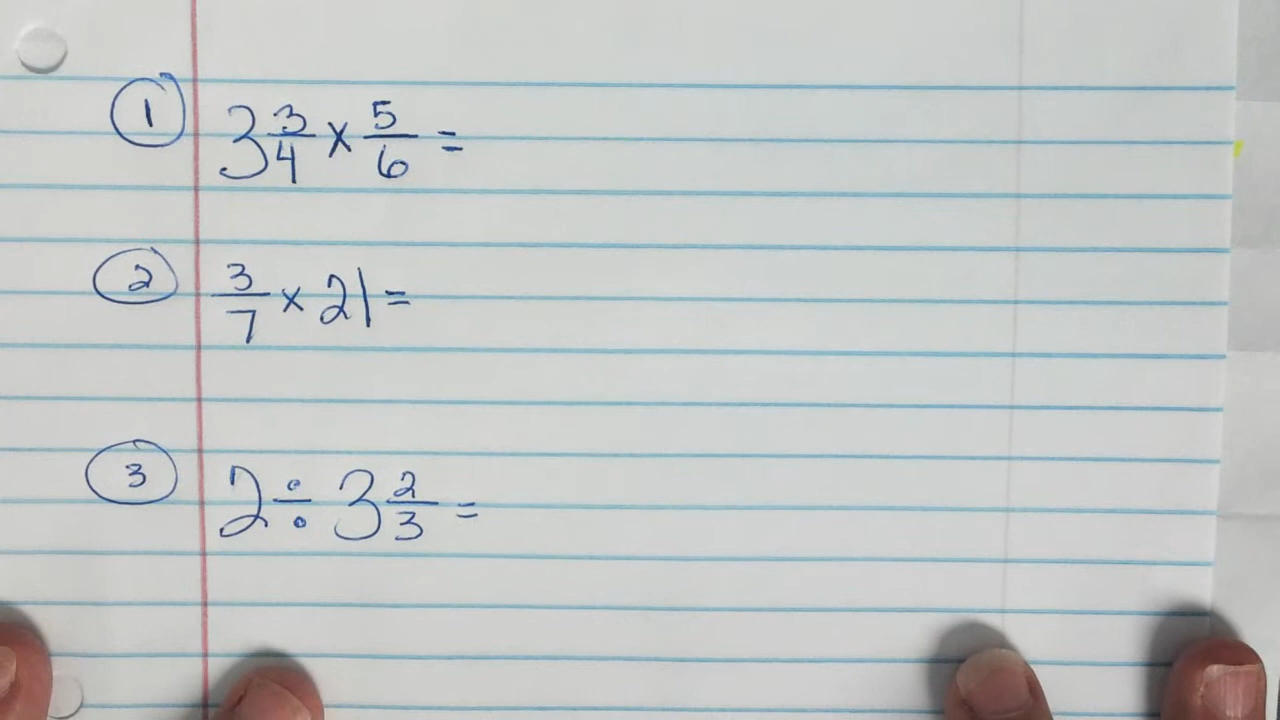 ① 3 3/4 × 5/6 =
② 3/7 × 21 =
③ 2 ÷ 3 2/3 =